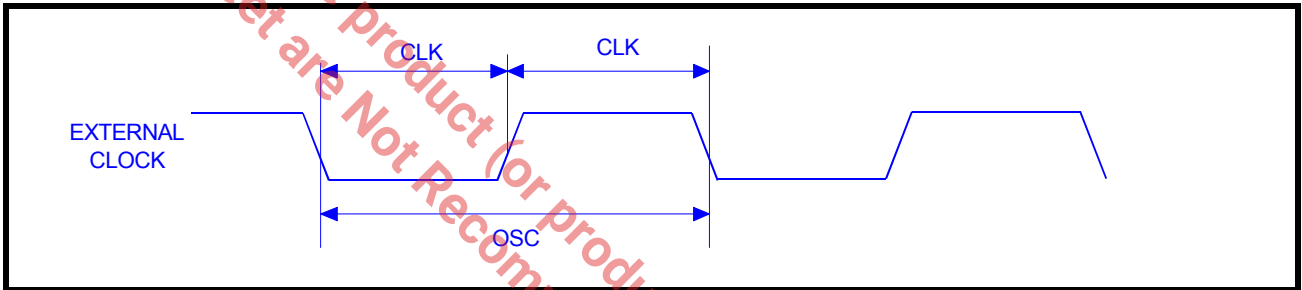 CLK
CLK
EXTERNAL
CLOCK
OSC
product (or produ
et are Not Recom